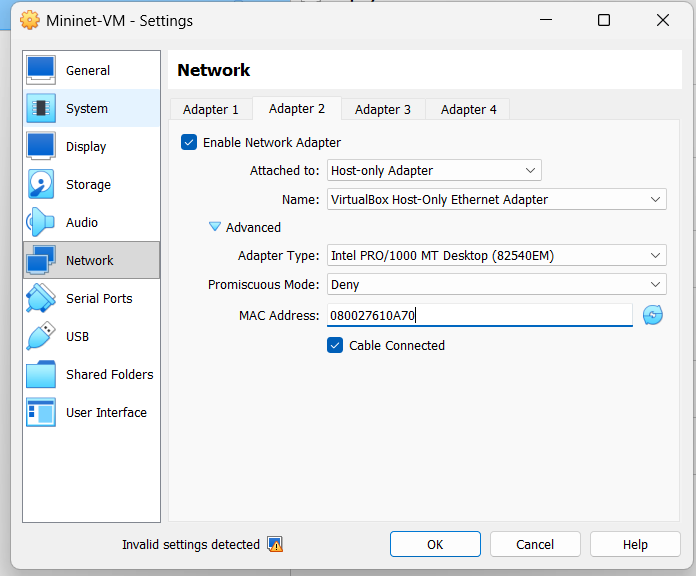 Mininet-VM - Settings
General
System
Display
Storage
Audio
Network
Serial Ports
USB
Shared Folders
User Interface
Network
Adapter 1 Adapter 2 Adapter 3 Adapter 4
Enable Network Adapter
Attached to: Host-only Adapter
Name: VirtualBox Host-Only Ethernet Adapter
Advanced
Adapter Type: Intel PRO/1000 MT Desktop (82540EM)
Promiscuous Mode: Deny
MAC Address: 080027610A70
Cable Connected
Invalid settings detected OK Cancel Help